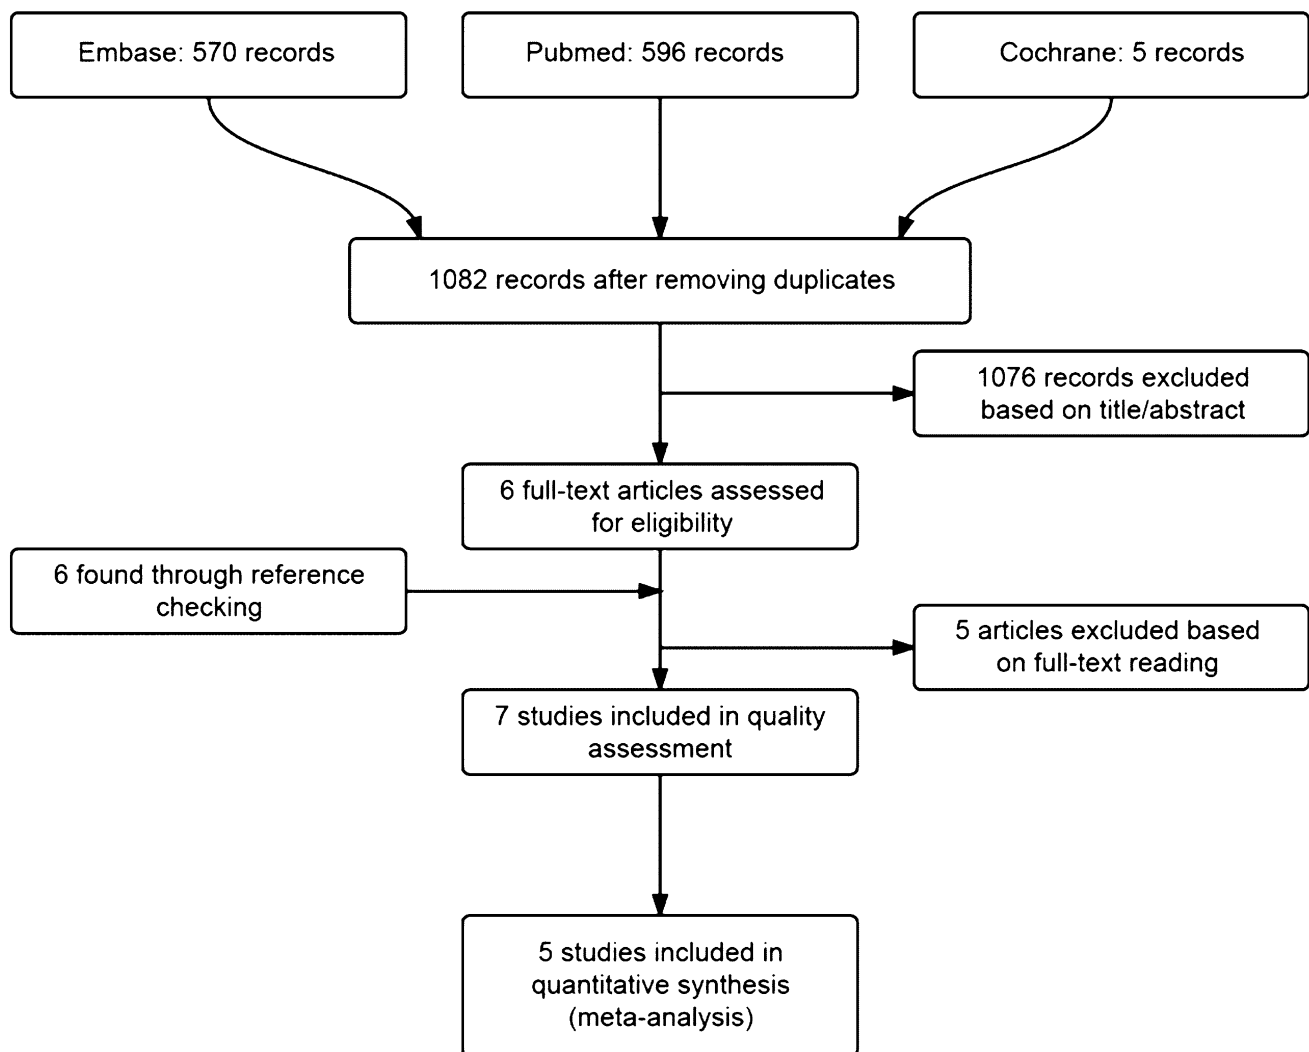 Embase: 570 records
Pubmed: 596 records
Cochrane: 5 records
1082 records after removing duplicates
1076 records excluded
based on title/abstract
6 full-text articles assessed
for eligibility
6 found through reference
checking
5 articles excluded based
on full-text reading
7 studies included in quality
assessment
5 studies included in
quantitative synthesis
(meta-analysis)